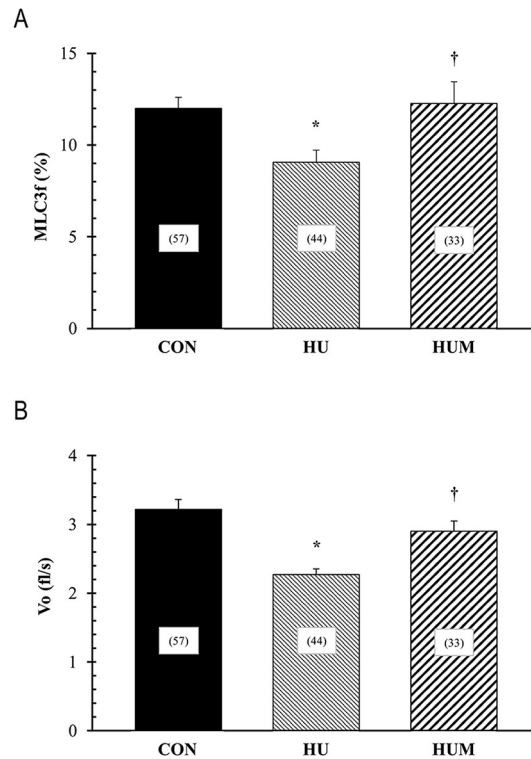 A
15
†
*
10
MLC3f (%)
5
(57)
(44)
(33)
0
CON
HU
HUM
B
4
†
3
*
Vo (fl/s)
2
(57)
(44)
(33)
1
0
CON
HU
HUM